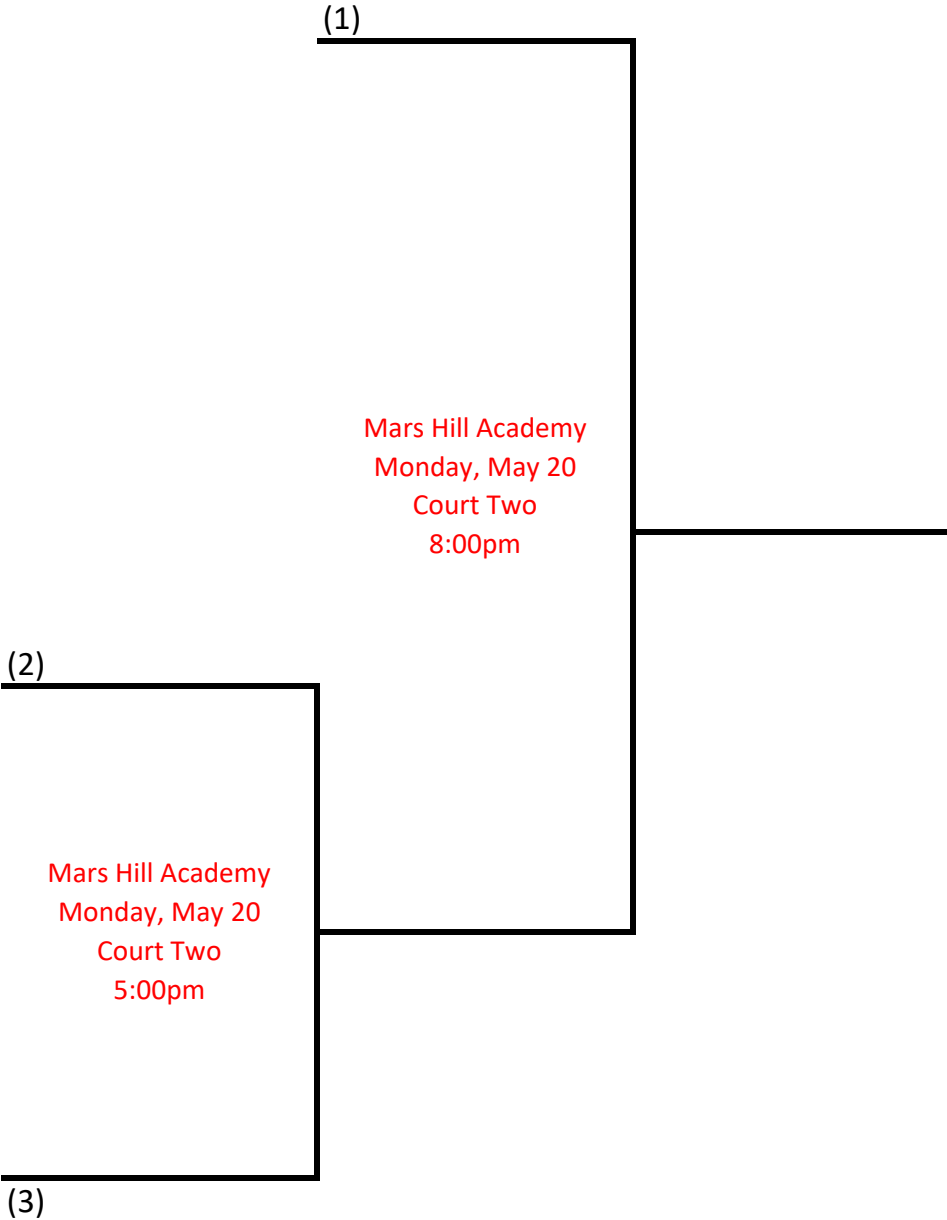 (1)
Mars Hill Academy
Monday, May 20
Court Two
8:00pm
(2)
Mars Hill Academy
Monday, May 20
Court Two
5:00pm
(3)